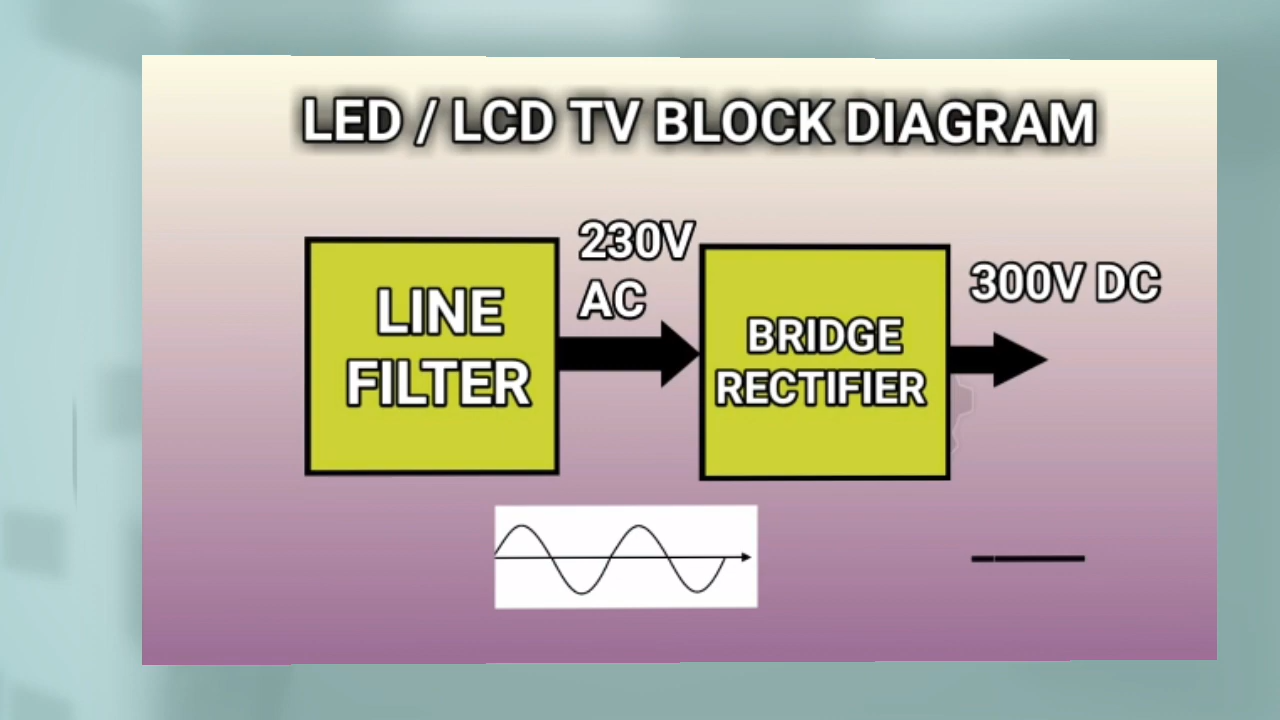 LED / LCD TV BLOCK DIAGRAM
230V
AC
300V DC
LINE
FILTER
BRIDGE
RECTIFIER